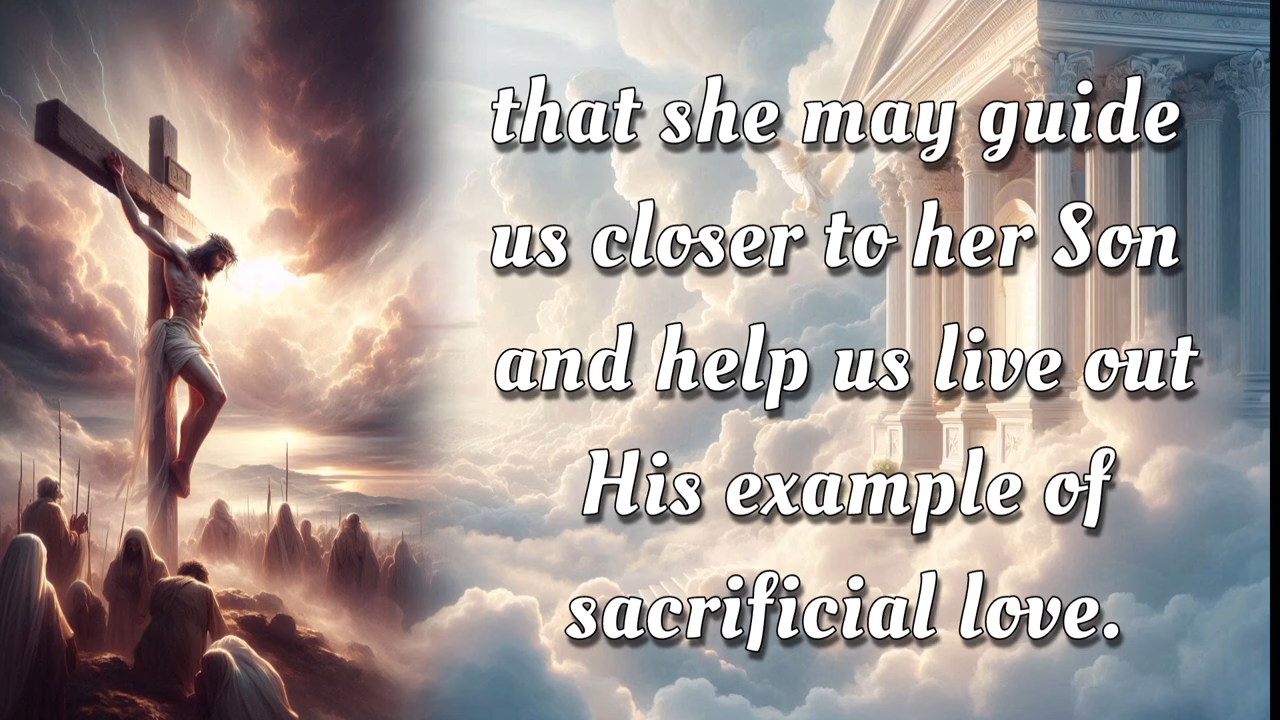 that she may guide
us closer to her Son
and help us live out
His example of
sacrificial love.